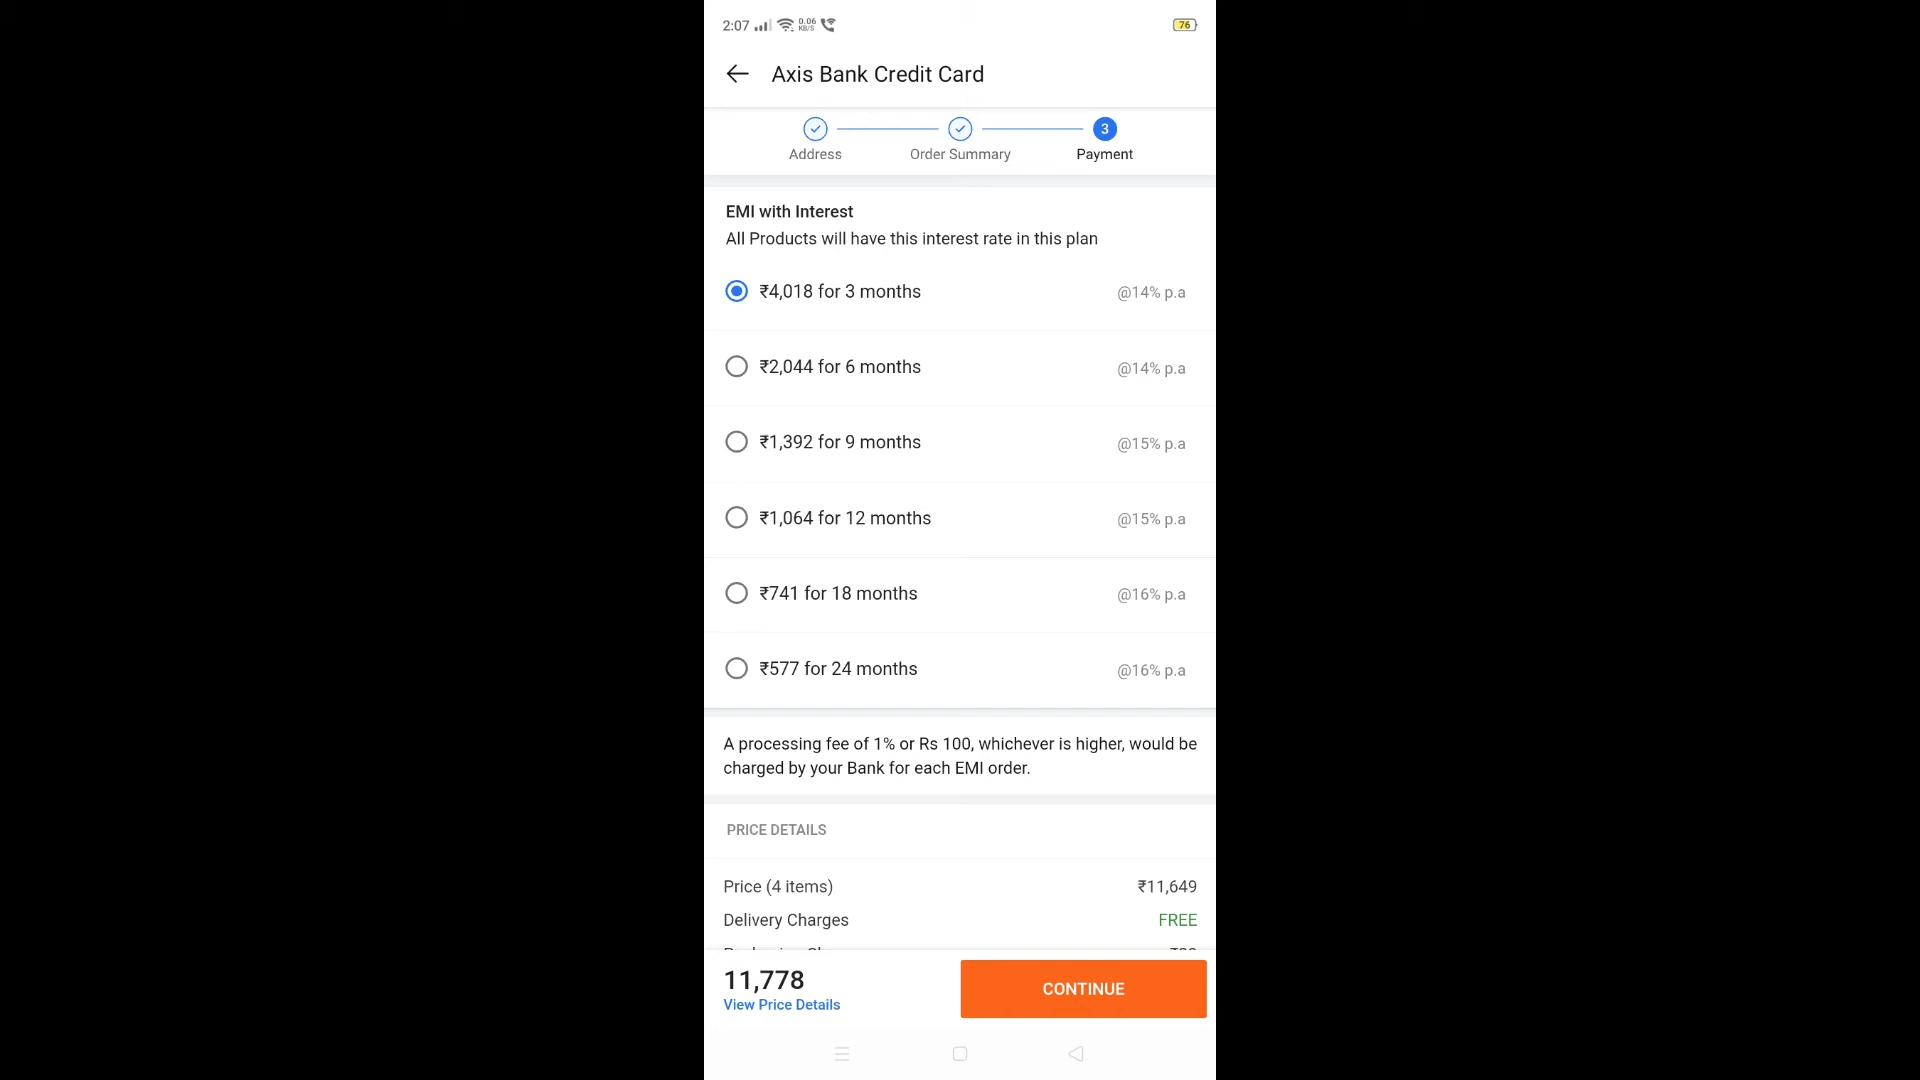 2:07 0.06 KB/S 76
Axis Bank Credit Card
3
Address Order Summary Payment
EMI with Interest
All Products will have this interest rate in this plan
₹4,018 for 3 months @14% p.a
₹2,044 for 6 months @14% p.a
₹1,392 for 9 months @15% p.a
₹1,064 for 12 months @15% p.a
₹741 for 18 months @16% p.a
₹577 for 24 months @16% p.a
A processing fee of 1% or Rs 100, whichever is higher, would be
charged by your Bank for each EMI order.
PRICE DETAILS
Price (4 items) ₹11,649
Delivery Charges FREE
11,778 CONTINUE
View Price Details